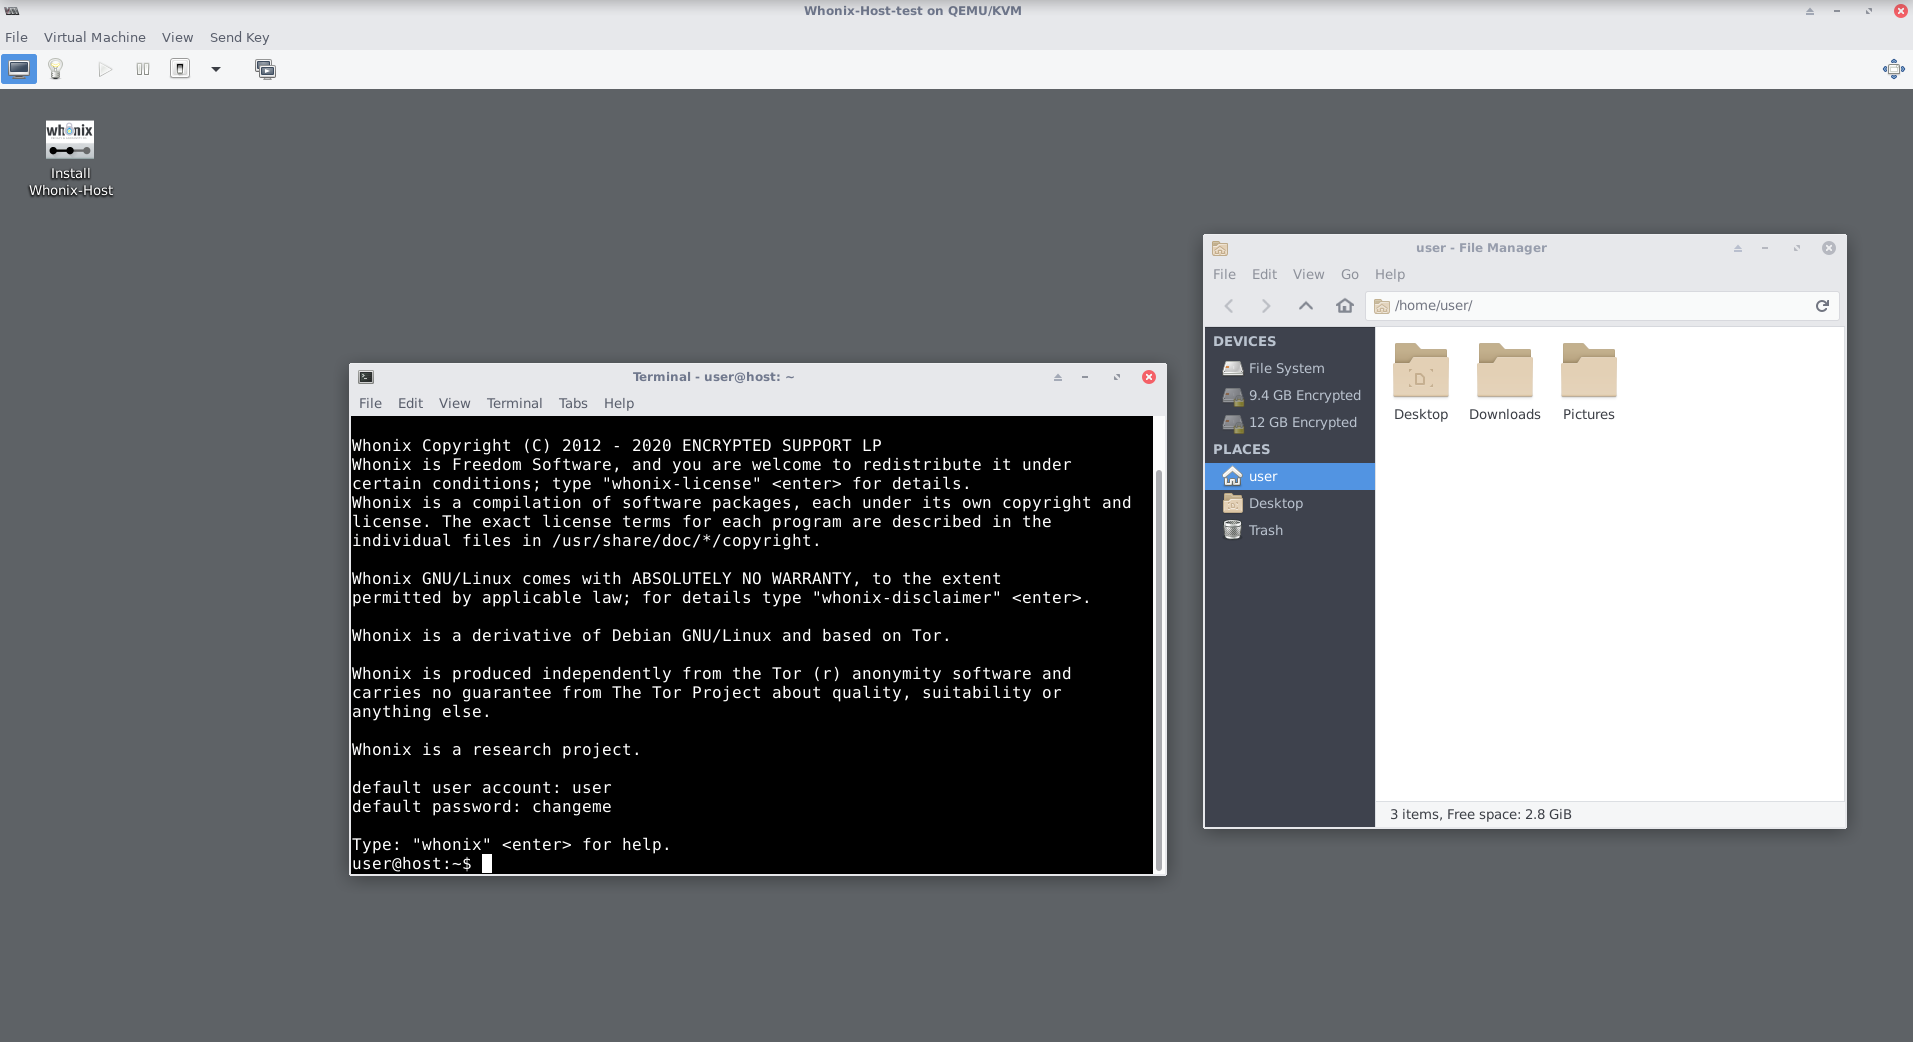 Whonix-Host-test on QEMU/KVM
File Virtual Machine View Send Key
whonix
Install
Whonix-Host
user - File Manager
File Edit View Go Help
/home/user/
DEVICES
File System
9.4 GB Encrypted
12 GB Encrypted
PLACES
user
Desktop
Trash
Desktop Downloads Pictures
3 items, Free space: 2.8 GiB
Terminal - user@host: ~
File Edit View Terminal Tabs Help
Whonix Copyright (C) 2012 - 2020 ENCRYPTED SUPPORT LP
Whonix is Freedom Software, and you are welcome to redistribute it under
certain conditions; type "whonix-license" <enter> for details.
Whonix is a compilation of software packages, each under its own copyright and
license. The exact license terms for each program are described in the
individual files in /usr/share/doc/*/copyright.
Whonix GNU/Linux comes with ABSOLUTELY NO WARRANTY, to the extent
permitted by applicable law; for details type "whonix-disclaimer" <enter>.
Whonix is a derivative of Debian GNU/Linux and based on Tor.
Whonix is produced independently from the Tor (r) anonymity software and
carries no guarantee from The Tor Project about quality, suitability or
anything else.
Whonix is a research project.
default user account: user
default password: changeme
Type: "whonix" <enter> for help.
user@host:~$